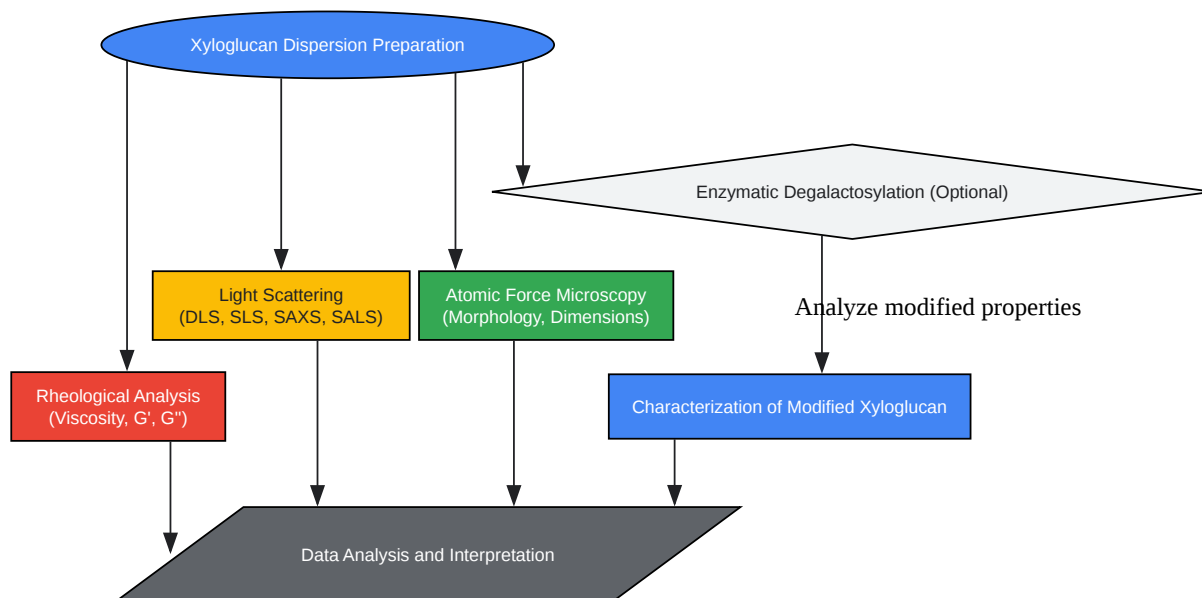 Xyloglucan Dispersion Preparation
Enzymatic Degalactosylation (Optional)
Light Scattering
(DLS, SLS, SAXS, SALS)
Atomic Force Microscopy
(Morphology, Dimensions)
Analyze modified properties
Rheological Analysis
(Viscosity, G', G'')
Characterization of Modified Xyloglucan
Data Analysis and Interpretation